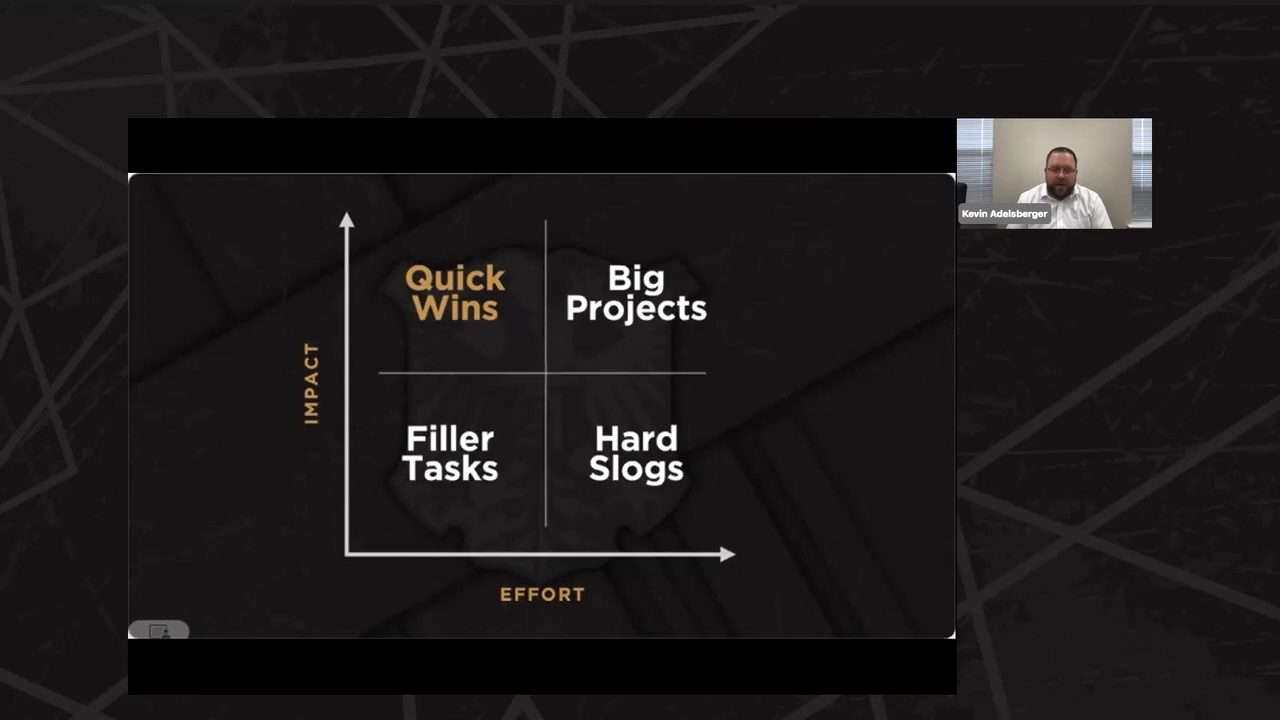 Quick
Wins
Big
Projects
IMPACT
Filler
Tasks
Hard
Slogs
EFFORT
Kevin Adelsberger